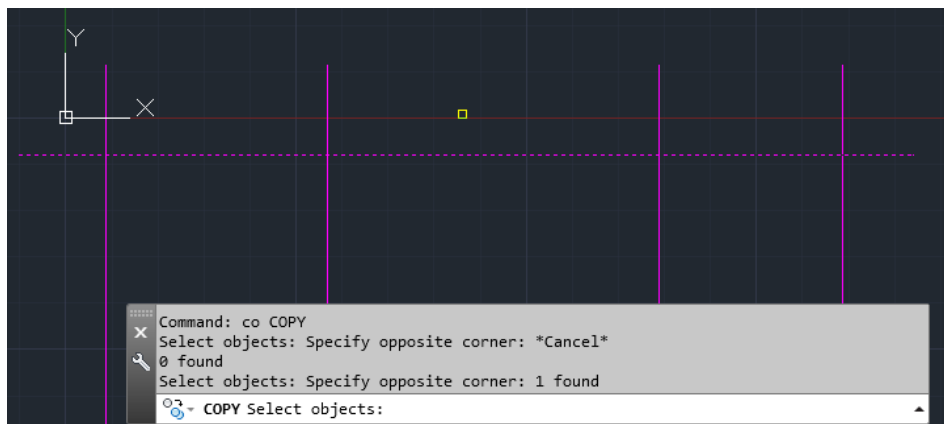 Y
X
Command: co COPY
Select objects: Specify opposite corner: *Cancel*
0 found
Select objects: Specify opposite corner: 1 found
COPY Select objects: